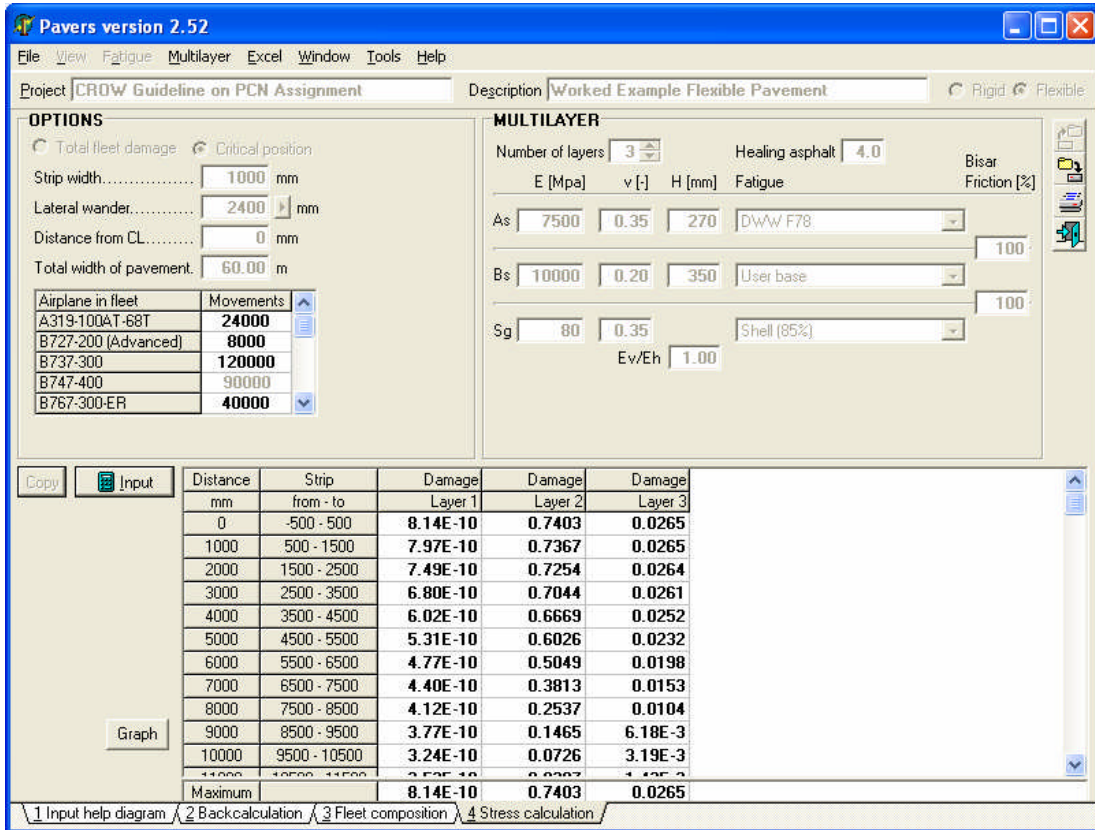 Pavers version 2.52
File View Fatigue Multilayer Excel Window Tools Help
Project CROW Guideline on PCN Assignment Description Worked Example Flexible Pavement Rigid Flexible
OPTIONS
Total fleet damage Critical position
Strip width................. 1000 mm
Lateral wander............ 2400 mm
Distance from CL......... 0 mm
Total width of pavement. 60.00 m
Airplane in fleet Movements
A319-100AT-68T 24000
B727-200 (Advanced) 8000
B737-300 120000
B747-400 90000
B767-300-ER 40000
MULTILAYER
Number of layers 3 Healing asphalt 4.0
Bisar
Friction [%]
E [Mpa] v [-] H [mm] Fatigue
As 7500 0.35 270 DWW F78
100
Bs 10000 0.20 350 User base
100
Sg 80 0.35 Shell (85%)
Ev/Eh 1.00
Copy Input
Graph
Distance Strip Damage Damage Damage
mm from - to Layer 1 Layer 2 Layer 3
0 -500 - 500 8.14E-10 0.7403 0.0265
1000 500 - 1500 7.97E-10 0.7367 0.0265
2000 1500 - 2500 7.49E-10 0.7254 0.0264
3000 2500 - 3500 6.80E-10 0.7044 0.0261
4000 3500 - 4500 6.02E-10 0.6669 0.0252
5000 4500 - 5500 5.31E-10 0.6026 0.0232
6000 5500 - 6500 4.77E-10 0.5049 0.0198
7000 6500 - 7500 4.40E-10 0.3813 0.0153
8000 7500 - 8500 4.12E-10 0.2537 0.0104
9000 8500 - 9500 3.77E-10 0.1465 6.18E-3
10000 9500 - 10500 3.24E-10 0.0726 3.19E-3
Maximum 8.14E-10 0.7403 0.0265
1 Input help diagram 2 Backcalculation 3 Fleet composition 4 Stress calculation